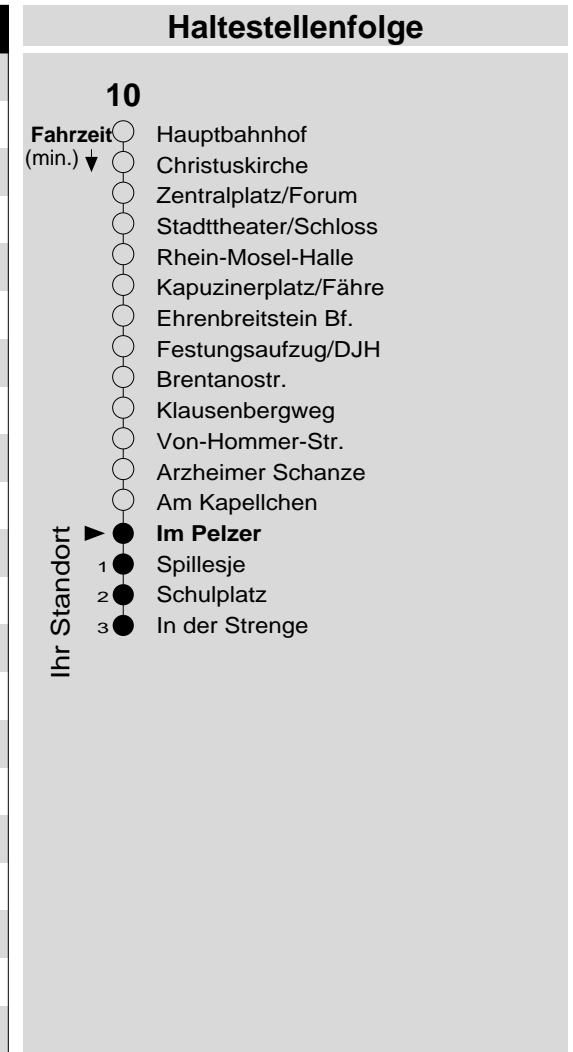 Haltestellenfolge
10
Fahrzeit Hauptbahnhof
(min.) Christuskirche
Zentralplatz/Forum
Stadttheater/Schloss
Rhein-Mosel-Halle
Kapuzinerplatz/Fähre
Ehrenbreitstein Bf.
Festungsaufzug/DJH
Brentanostr.
Klausenbergweg
Von-Hommer-Str.
Arzheimer Schanze
Am Kapellchen
Im Pelzer
1 Spillesje
2 Schulplatz
3 In der Strenge
Ihr Standort